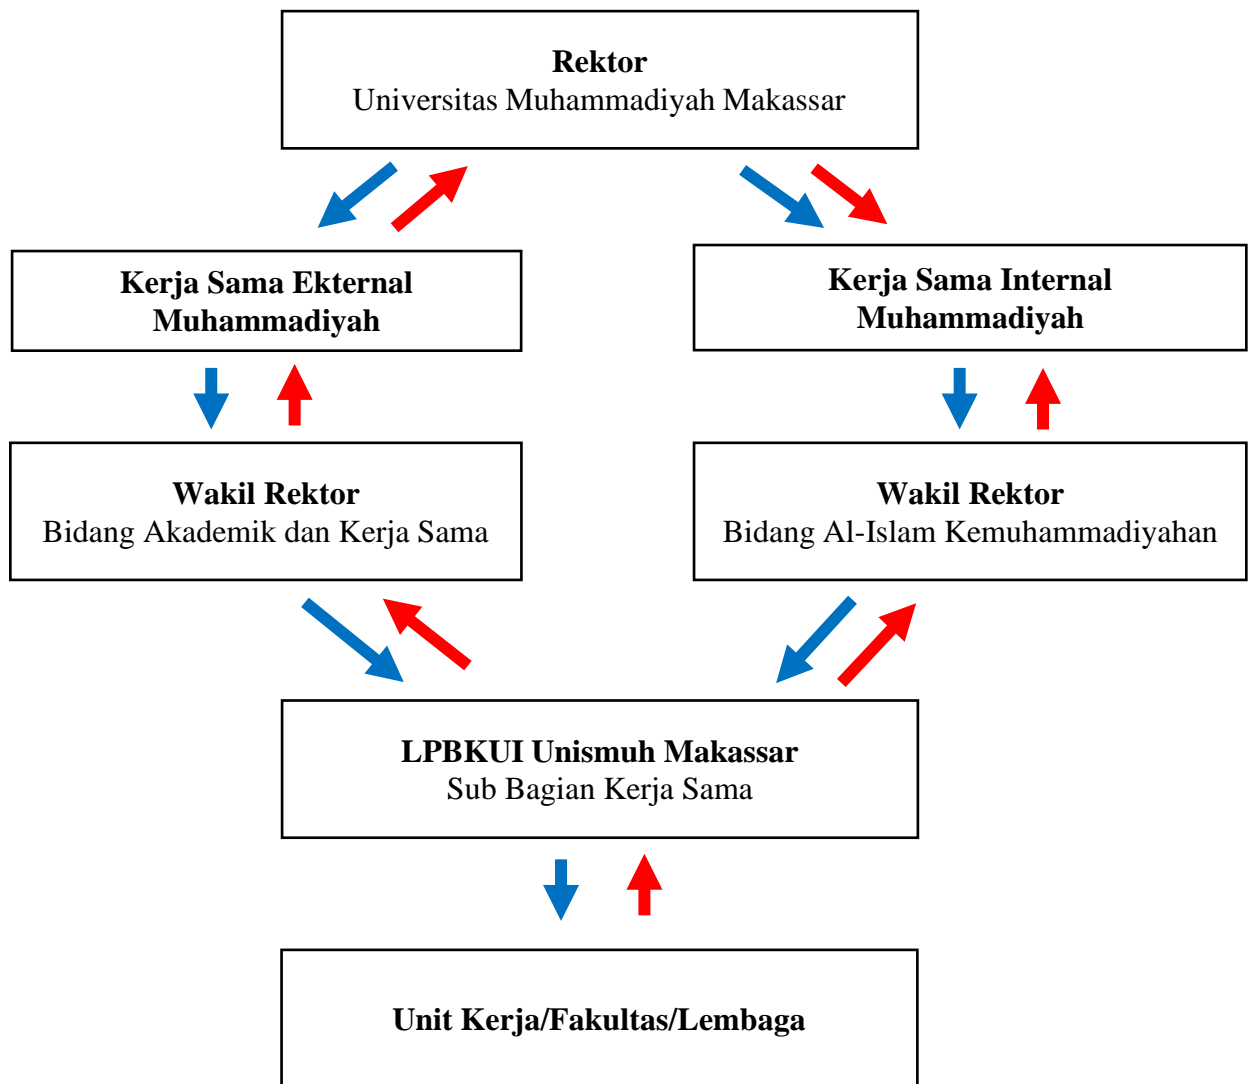 Rektor
Universitas Muhammadiyah Makassar
Kerja Sama Ekternal
Muhammadiyah
Kerja Sama Internal
Muhammadiyah
Wakil Rektor
Bidang Akademik dan Kerja Sama
Wakil Rektor
Bidang Al-Islam Kemuhammadiyahan
LPBKUI Unismuh Makassar
Sub Bagian Kerja Sama
Unit Kerja/Fakultas/Lembaga